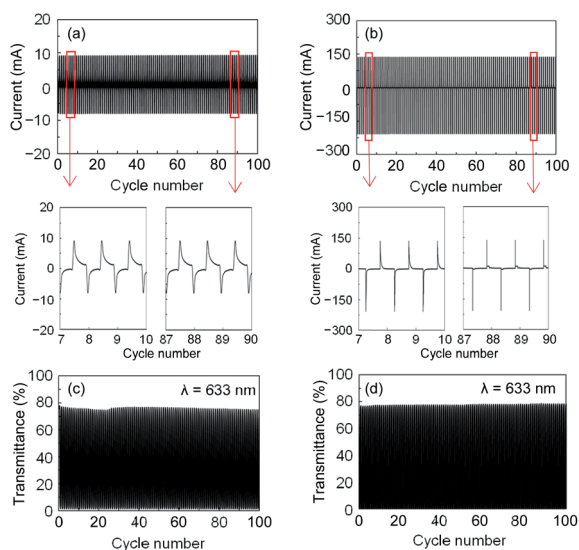 (a)
Current (mA)
20
10
0
−10
−20
0 20 40 60 80 100
Cycle number
(b)
Current (mA)
300
150
0
−150
−300
0 20 40 60 80 100
Cycle number
Current (mA)
20
10
0
−10
−20
7 8 9 10
87 88 89 90
Cycle number Cycle number
Current (mA)
300
150
0
−150
−300
7 8 9 10
87 88 89 90
Cycle number Cycle number
(c) λ = 633 nm
Transmittance (%)
100
80
60
40
20
0
0 20 40 60 80 100
Cycle number
(d) λ = 633 nm
Transmittance (%)
100
80
60
40
20
0
0 20 40 60 80 100
Cycle number